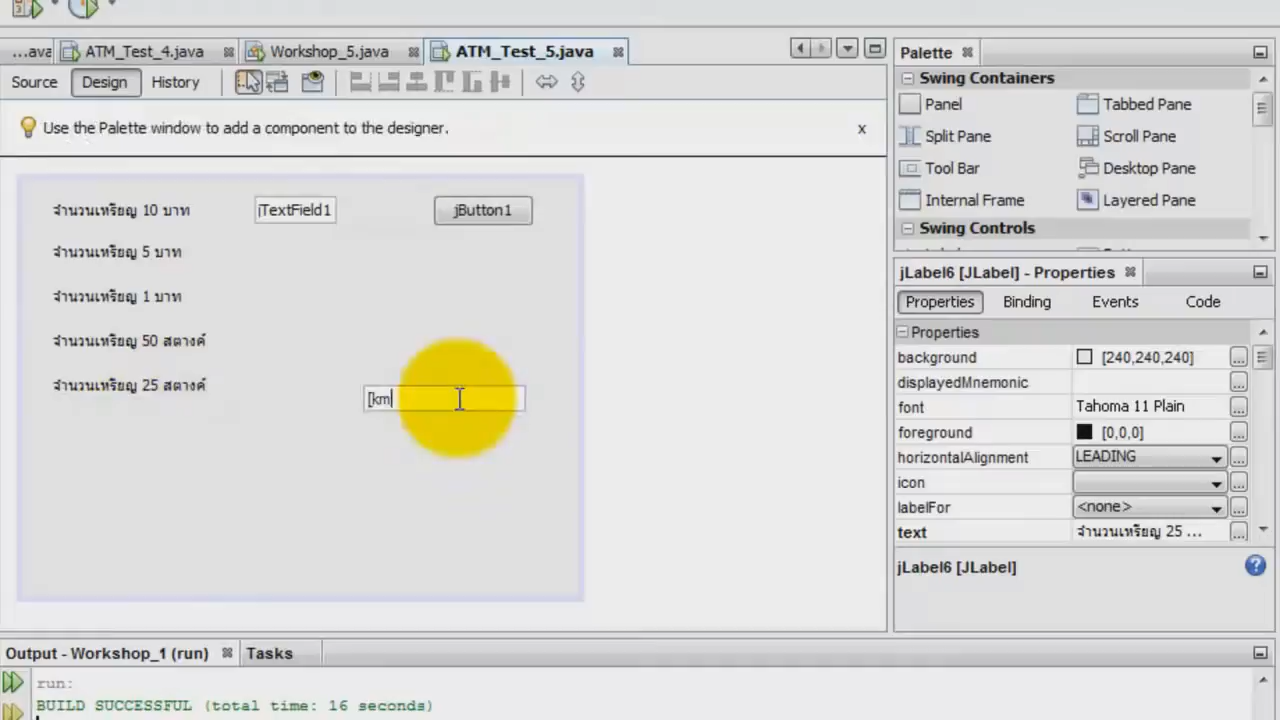 ...ava
ATM_Test_4.java
Workshop_5.java
ATM_Test_5.java
Source
Design
History
Use the Palette window to add a component to the designer.
x
จำนวนเหรียญ 10 บาท
jTextField1
jButton1
จำนวนเหรียญ 5 บาท
จำนวนเหรียญ 1 บาท
จำนวนเหรียญ 50 สตางค์
จำนวนเหรียญ 25 สตางค์
[km
Palette
Swing Containers
Panel
Tabbed Pane
Split Pane
Scroll Pane
Tool Bar
Desktop Pane
Internal Frame
Layered Pane
Swing Controls
jLabel6 [JLabel] - Properties
Properties
Binding
Events
Code
Properties
background
[240,240,240]
...
displayedMnemonic
...
font
Tahoma 11 Plain
...
foreground
[0,0,0]
...
horizontalAlignment
LEADING
...
icon
...
labelFor
<none>
...
text
จำนวนเหรียญ 25 ...
...
jLabel6 [JLabel]
?
Output - Workshop_1 (run)
Tasks
run:
BUILD SUCCESSFUL (total time: 16 seconds)